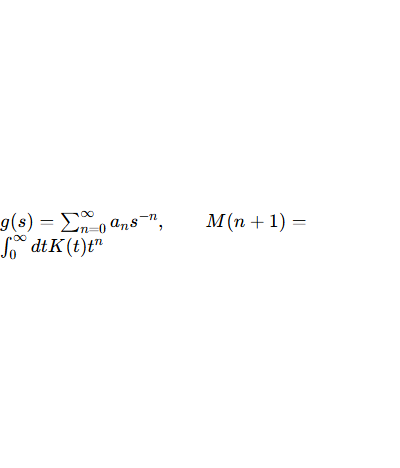 g(s) = ∑_{n=0}^{∞} a_n s^{-n},   M(n + 1) =
∫_0^∞ dtK(t)t^n